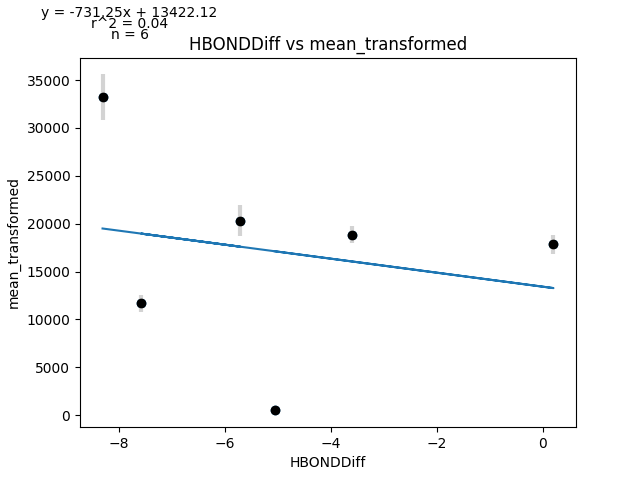 y = -731.25x + 13422.12
r^2 = 0.04
n = 6
HBONDDiff vs mean_transformed
mean_transformed
35000
30000
25000
20000
15000
10000
5000
0
−8
−6
−4
−2
0
HBONDDiff